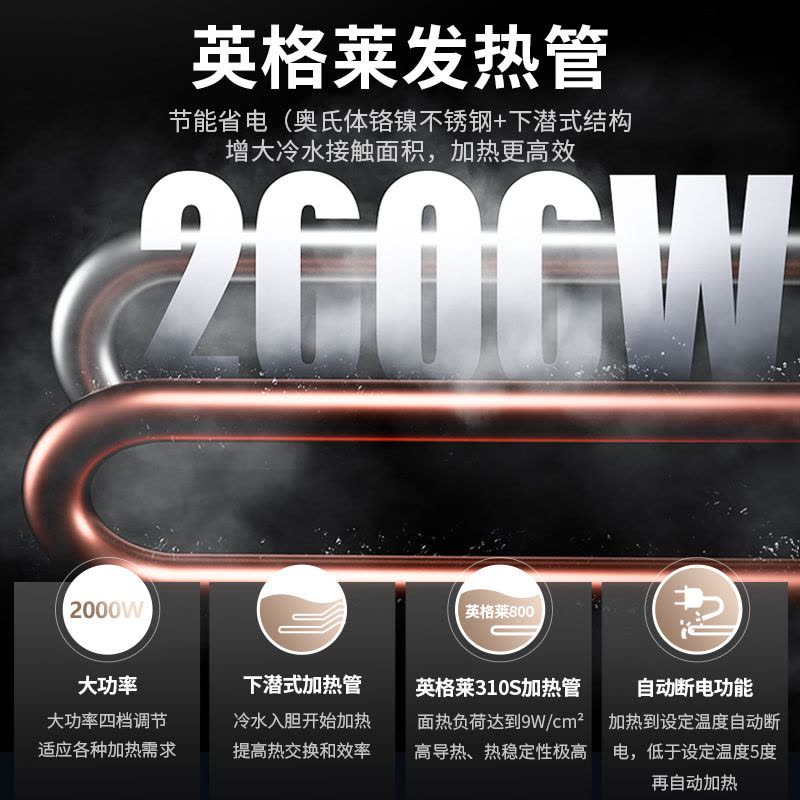 英格莱发热管
节能省电（奥氏体铬镍不锈钢+下潜式结构
增大冷水接触面积，加热更高效
2000W
2000W
大功率
大功率四档调节
适应各种加热需求
下潜式加热管
冷水入胆开始加热
提高热交换和效率
英格莱800
英格莱310S加热管
面热负荷达到9W/cm²
高导热、热稳定性极高
自动断电功能
加热到设定温度自动断
电，低于设定温度5度
再自动加热